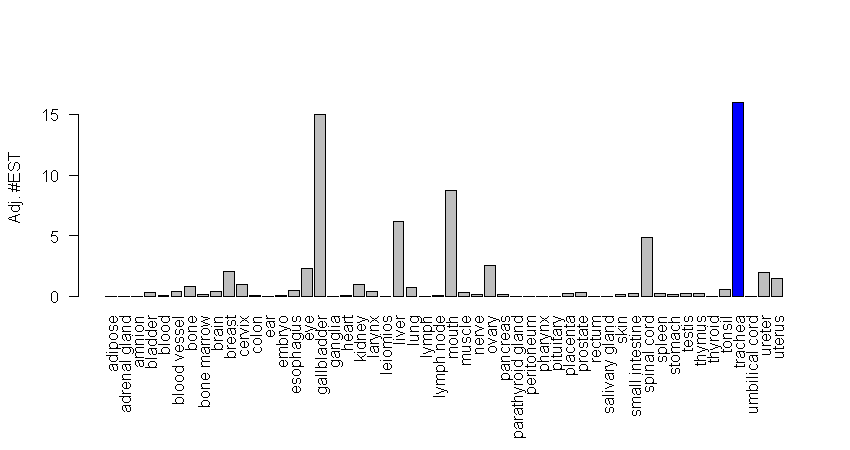 Adj. #EST
15
10
5
0
adipose
adrenal gland
amnion
bladder
blood
blood vessel
bone
bone marrow
brain
breast
cervix
colon
ear
embryo
esophagus
eye
gallbladder
ganglia
heart
kidney
larynx
leiomios
liver
lung
lymph
lymph node
mouth
muscle
nerve
ovary
pancreas
parathyroid gland
peritoneum
pharynx
pituitary
placenta
prostate
rectum
salivary gland
skin
small intestine
spinal cord
spleen
stomach
testis
thymus
thyroid
tonsil
trachea
umbilical cord
ureter
uterus